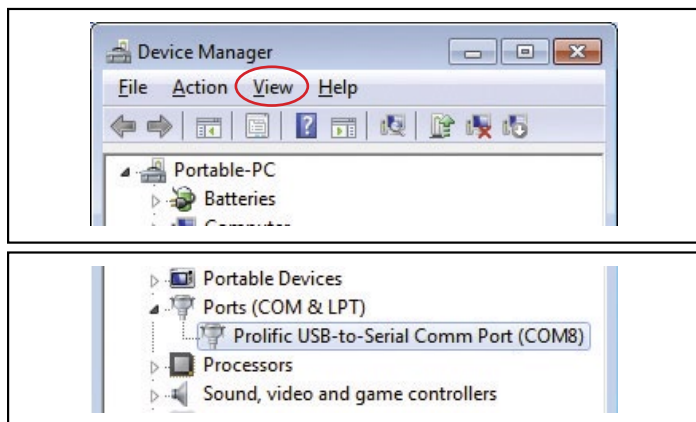 Device Manager
File Action View Help
Portable-PC
Batteries
Portable Devices
Ports (COM & LPT)
Prolific USB-to-Serial Comm Port (COM8)
Processors
Sound, video and game controllers